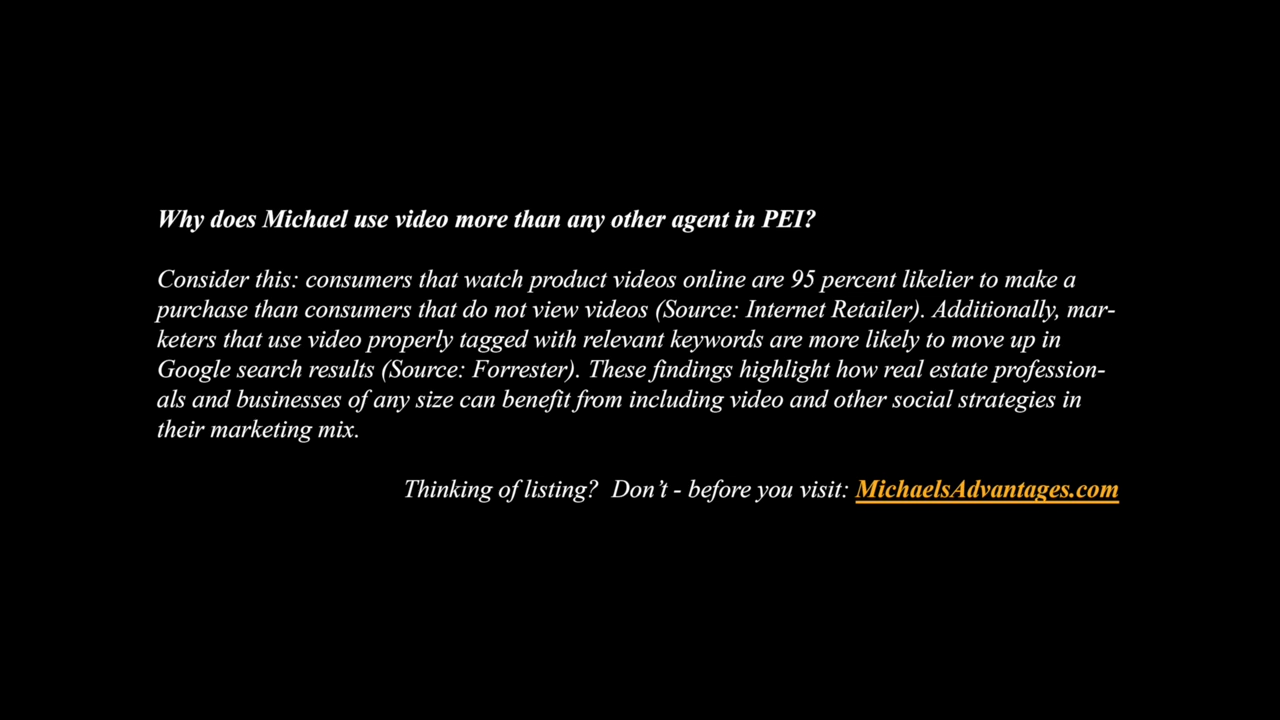 Why does Michael use video more than any other agent in PEI?
Consider this: consumers that watch product videos online are 95 percent likelier to make a
purchase than consumers that do not view videos (Source: Internet Retailer). Additionally, mar-
keters that use video properly tagged with relevant keywords are more likely to move up in
Google search results (Source: Forrester). These findings highlight how real estate profession-
als and businesses of any size can benefit from including video and other social strategies in
their marketing mix.
Thinking of listing?  Don’t - before you visit: MichaelsAdvantages.com